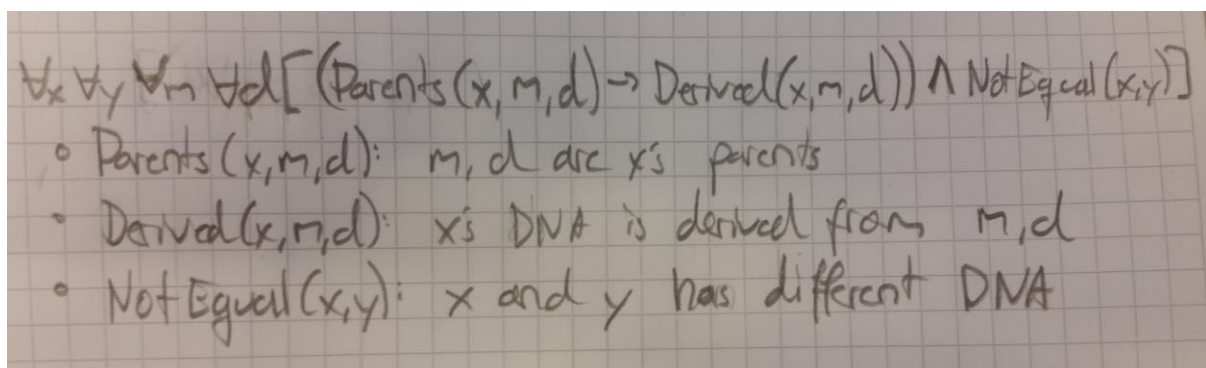 ∀x ∀y ∀m ∀d[(Parents(x,m,d)→ Derived(x,m,d)) ∧ NotEqual(x,y)]
• Parents(x,m,d): m, d are x's parents
• Derived(x,m,d): x's DNA is derived from m,d
• NotEqual(x,y): x and y has different DNA